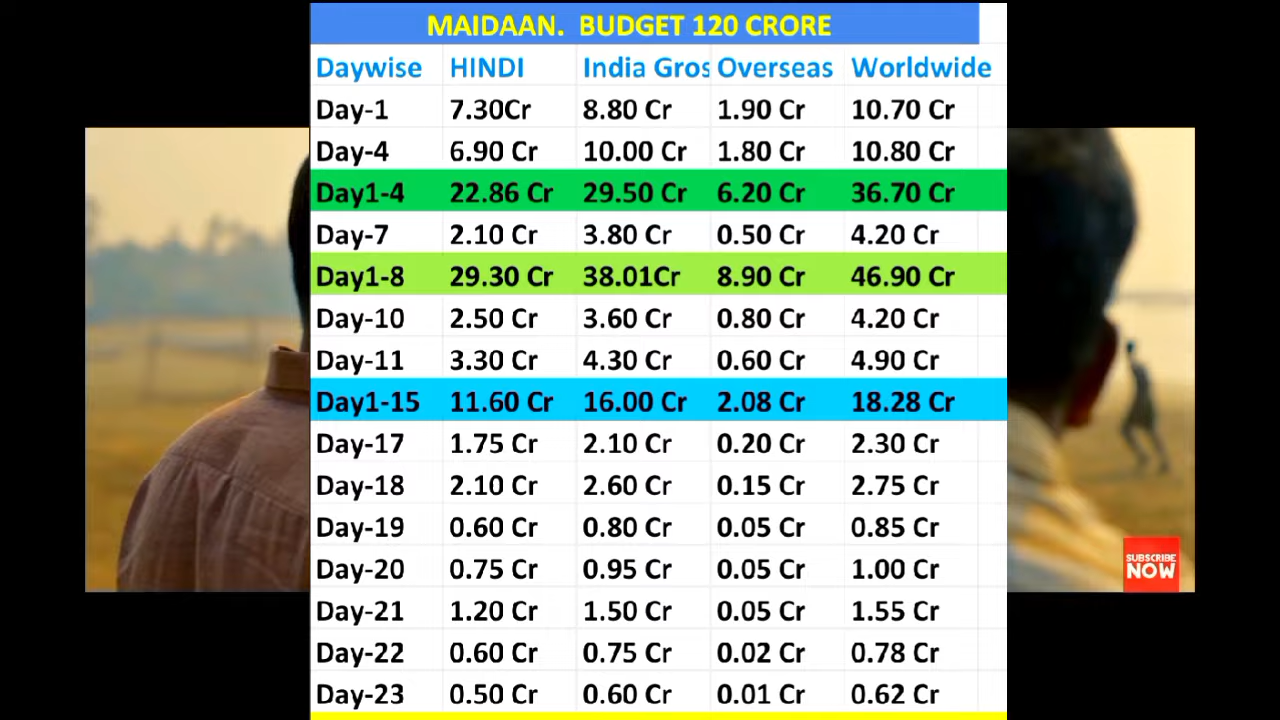 MAIDAAN. BUDGET 120 CRORE
Daywise HINDI India Gros Overseas Worldwide
Day-1 7.30Cr 8.80 Cr 1.90 Cr 10.70 Cr
Day-4 6.90 Cr 10.00 Cr 1.80 Cr 10.80 Cr
Day1-4 22.86 Cr 29.50 Cr 6.20 Cr 36.70 Cr
Day-7 2.10 Cr 3.80 Cr 0.50 Cr 4.20 Cr
Day1-8 29.30 Cr 38.01Cr 8.90 Cr 46.90 Cr
Day-10 2.50 Cr 3.60 Cr 0.80 Cr 4.20 Cr
Day-11 3.30 Cr 4.30 Cr 0.60 Cr 4.90 Cr
Day1-15 11.60 Cr 16.00 Cr 2.08 Cr 18.28 Cr
Day-17 1.75 Cr 2.10 Cr 0.20 Cr 2.30 Cr
Day-18 2.10 Cr 2.60 Cr 0.15 Cr 2.75 Cr
Day-19 0.60 Cr 0.80 Cr 0.05 Cr 0.85 Cr
Day-20 0.75 Cr 0.95 Cr 0.05 Cr 1.00 Cr
Day-21 1.20 Cr 1.50 Cr 0.05 Cr 1.55 Cr
Day-22 0.60 Cr 0.75 Cr 0.02 Cr 0.78 Cr
Day-23 0.50 Cr 0.60 Cr 0.01 Cr 0.62 Cr
SUBSCRIBE
NOW